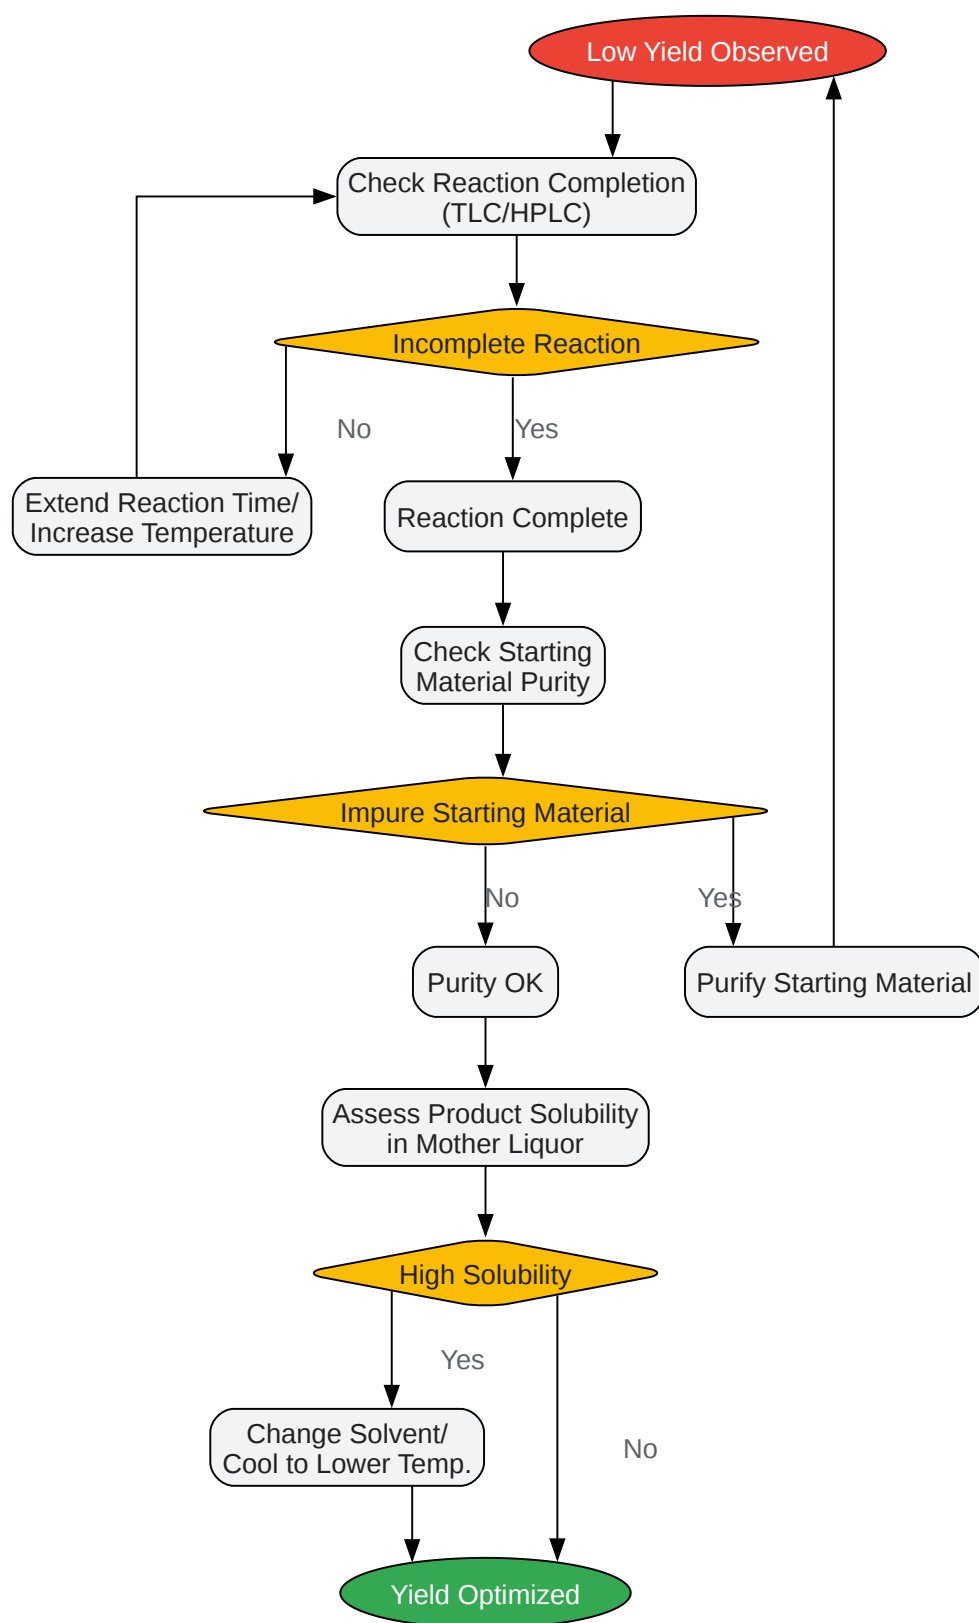 Low Yield Observed
Check Reaction Completion
(TLC/HPLC)
Incomplete Reaction
No
Yes
Extend Reaction Time/
Increase Temperature
Reaction Complete
Check Starting
Material Purity
Impure Starting Material
No
Yes
Purity OK
Purify Starting Material
Assess Product Solubility
in Mother Liquor
High Solubility
Yes
Change Solvent/
Cool to Lower Temp.
No
Yield Optimized